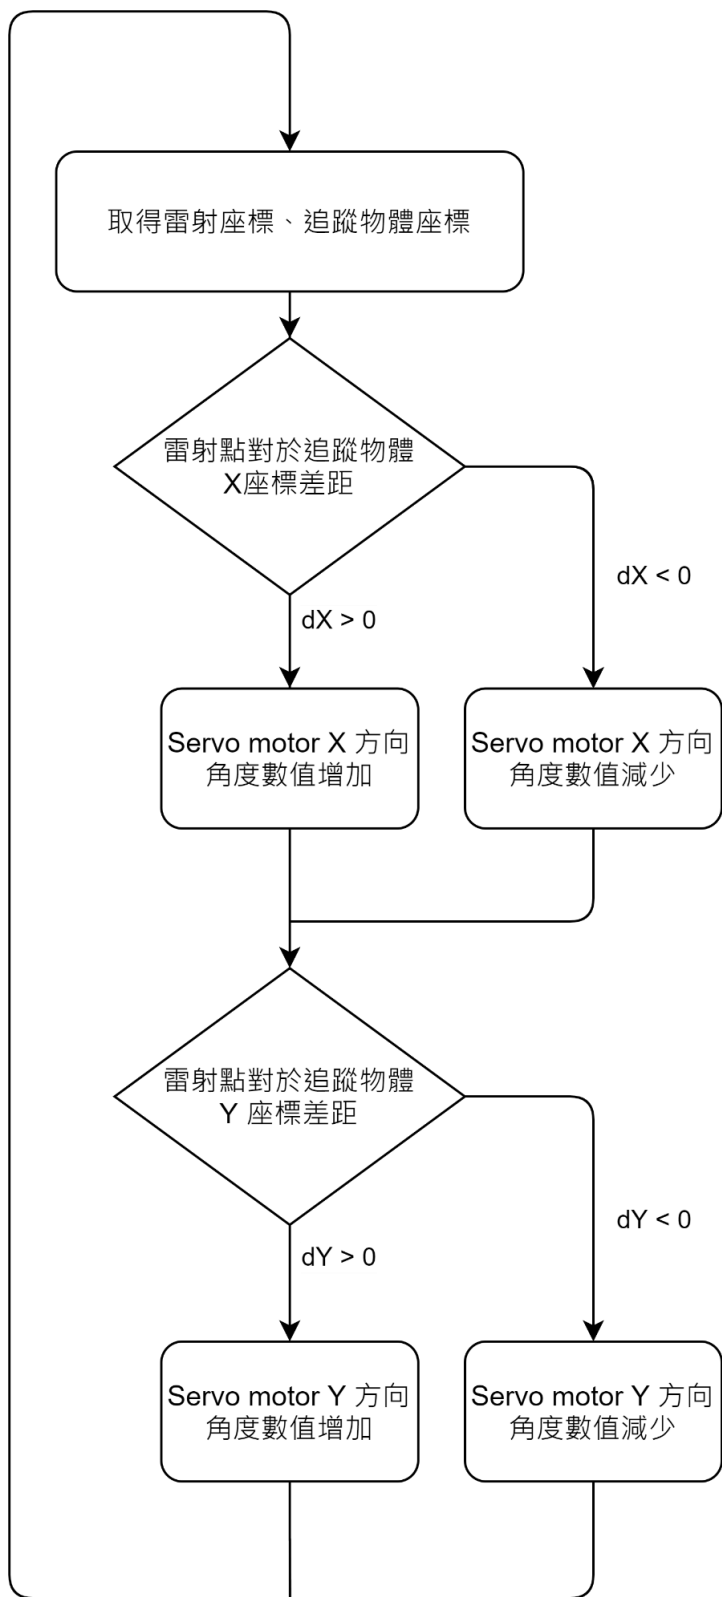 取得雷射座標、追蹤物體座標
雷射點對於追蹤物體
X座標差距
dX < 0
dX > 0
Servo motor X 方向
角度數值增加
Servo motor X 方向
角度數值減少
雷射點對於追蹤物體
Y 座標差距
dY < 0
dY > 0
Servo motor Y 方向
角度數值增加
Servo motor Y 方向
角度數值減少